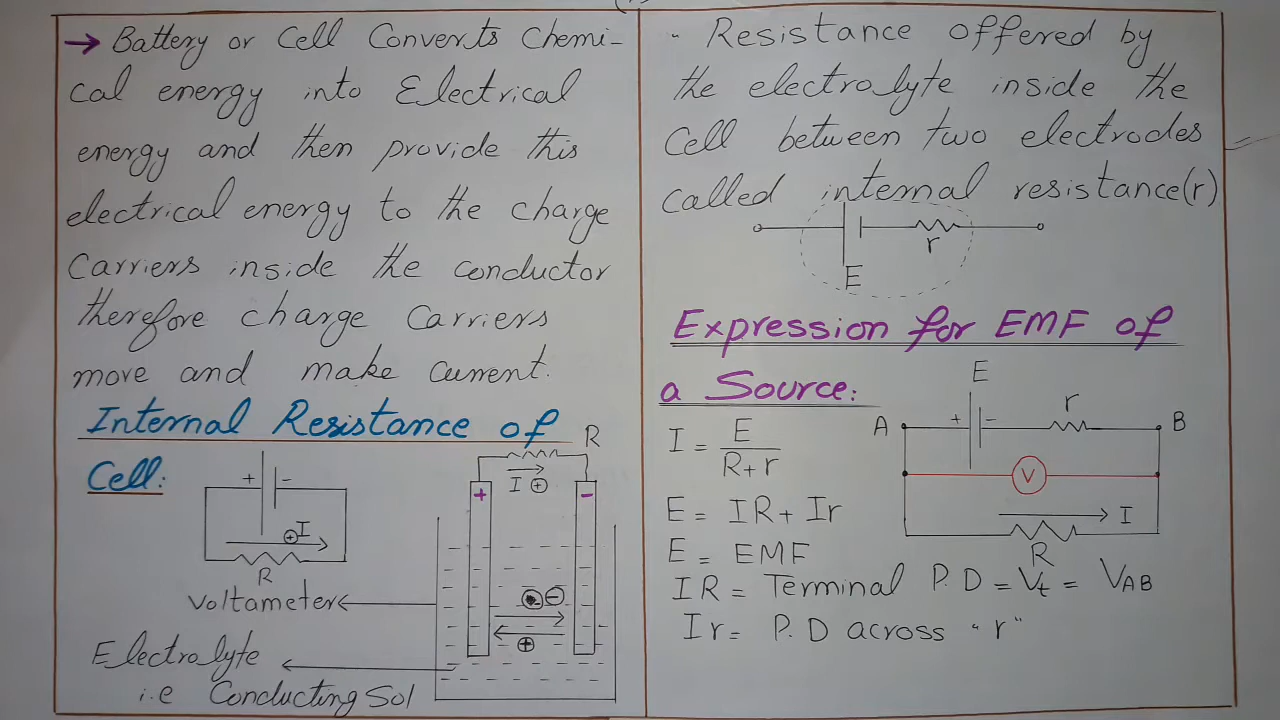 → Battery or Cell Converts Chemi-
cal energy into Electrical
energy and then provide this
electrical energy to the charge
Carriers inside the conductor
therefore charge Carriers
move and make current.
Internal Resistance of
Cell:
+ -
⊕ I
R
R
I ⊕
+ -
⊖
⊕
Voltameter
Electrolyte
i.e Conducting Sol
Resistance offered by
the electrolyte inside the
Cell between two electrodes
called internal resistance(r)
r
E
Expression for EMF of
a Source:
E
A + - r B
V
I
R
I = E / R+r
E = IR + Ir
E = EMF
IR = Terminal P.D = Vt = VAB
Ir = P.D across "r"